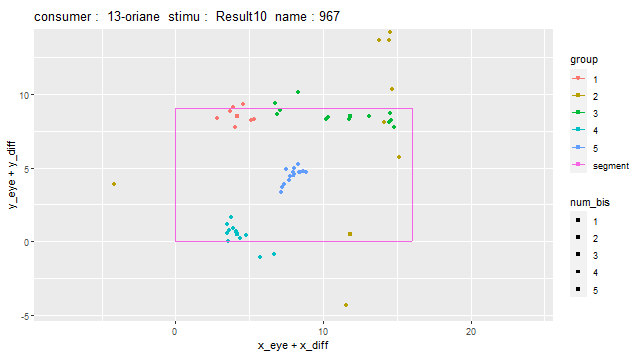 consumer :  13-oriane  stimu :  Result10  name : 967
y_eye + y_diff
10
5
0
-5
0
10
20
x_eye + x_diff
group
1
2
3
4
5
segment
num_bis
1
2
3
4
5